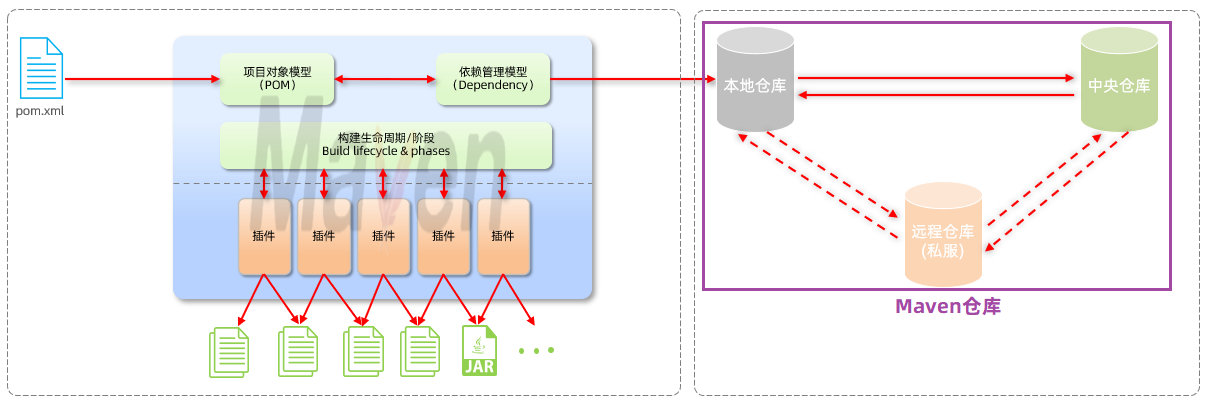 pom.xml
项目对象模型
(POM)
依赖管理模型
(Dependency)
构建生命周期/阶段
Build lifecycle & phases
Maven
插件
插件
插件
插件
插件
JAR
本地仓库
中央仓库
远程仓库
(私服)
Maven仓库